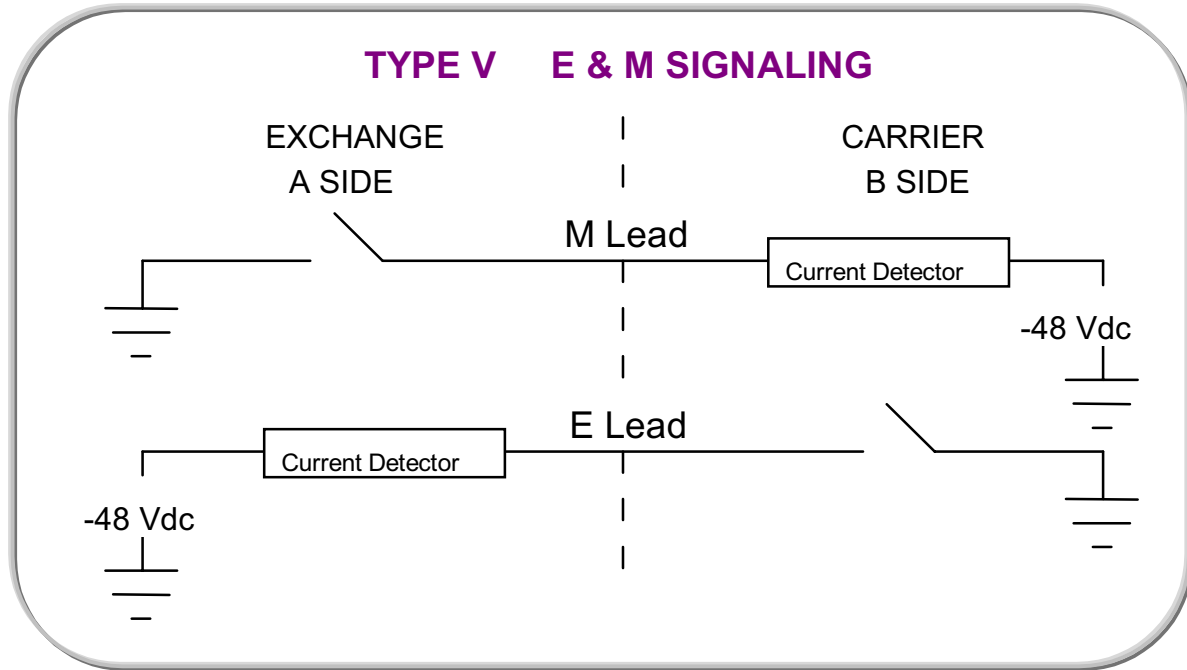 TYPE V E & M SIGNALING
EXCHANGE
A SIDE
CARRIER
B SIDE
M Lead
Current Detector
-48 Vdc
E Lead
Current Detector
-48 Vdc